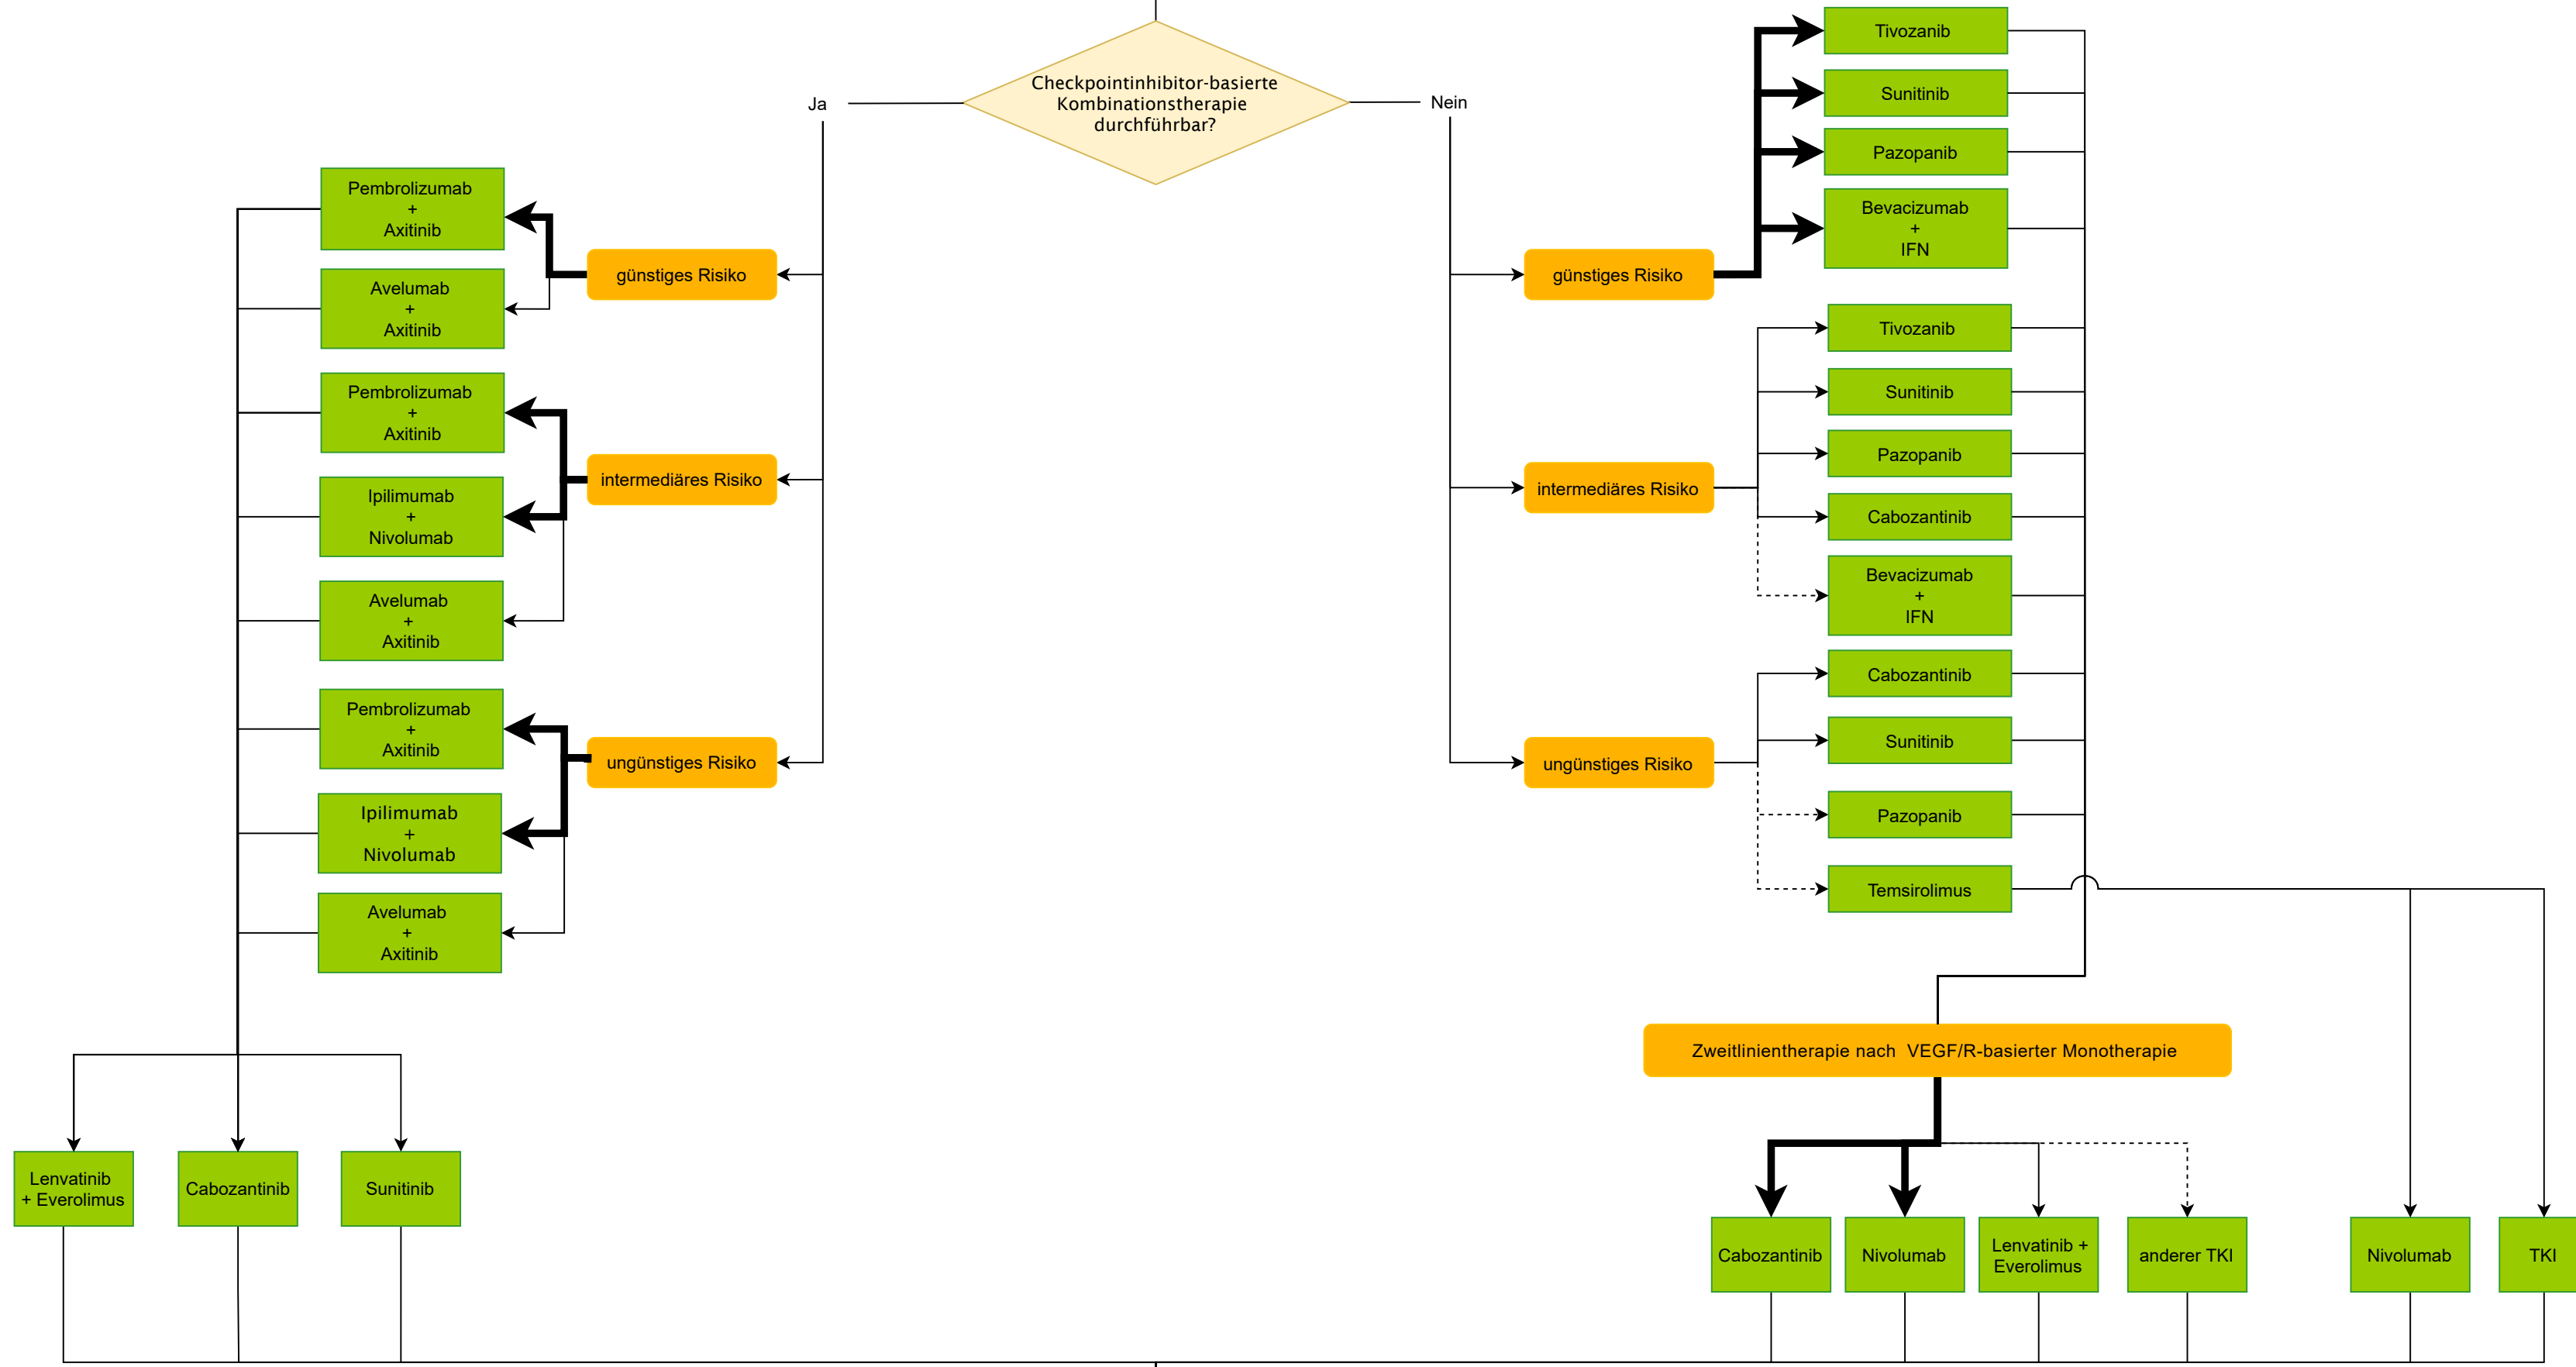 Checkpointinhibitor-basierte
Kombinationstherapie
durchführbar?
Ja
Nein
Pembrolizumab
+
Axitinib
Avelumab
+
Axitinib
günstiges Risiko
Pembrolizumab
+
Axitinib
Ipilimumab
+
Nivolumab
Avelumab
+
Axitinib
intermediäres Risiko
Pembrolizumab
+
Axitinib
Ipilimumab
+
Nivolumab
Avelumab
+
Axitinib
ungünstiges Risiko
Lenvatinib
+ Everolimus
Cabozantinib
Sunitinib
günstiges Risiko
Tivozanib
Sunitinib
Pazopanib
Bevacizumab
+
IFN
intermediäres Risiko
Tivozanib
Sunitinib
Pazopanib
Cabozantinib
Bevacizumab
+
IFN
ungünstiges Risiko
Cabozantinib
Sunitinib
Pazopanib
Temsirolimus
Zweitlinientherapie nach VEGF/R-basierter Monotherapie
Cabozantinib
Nivolumab
Lenvatinib +
Everolimus
anderer TKI
Nivolumab
TKI